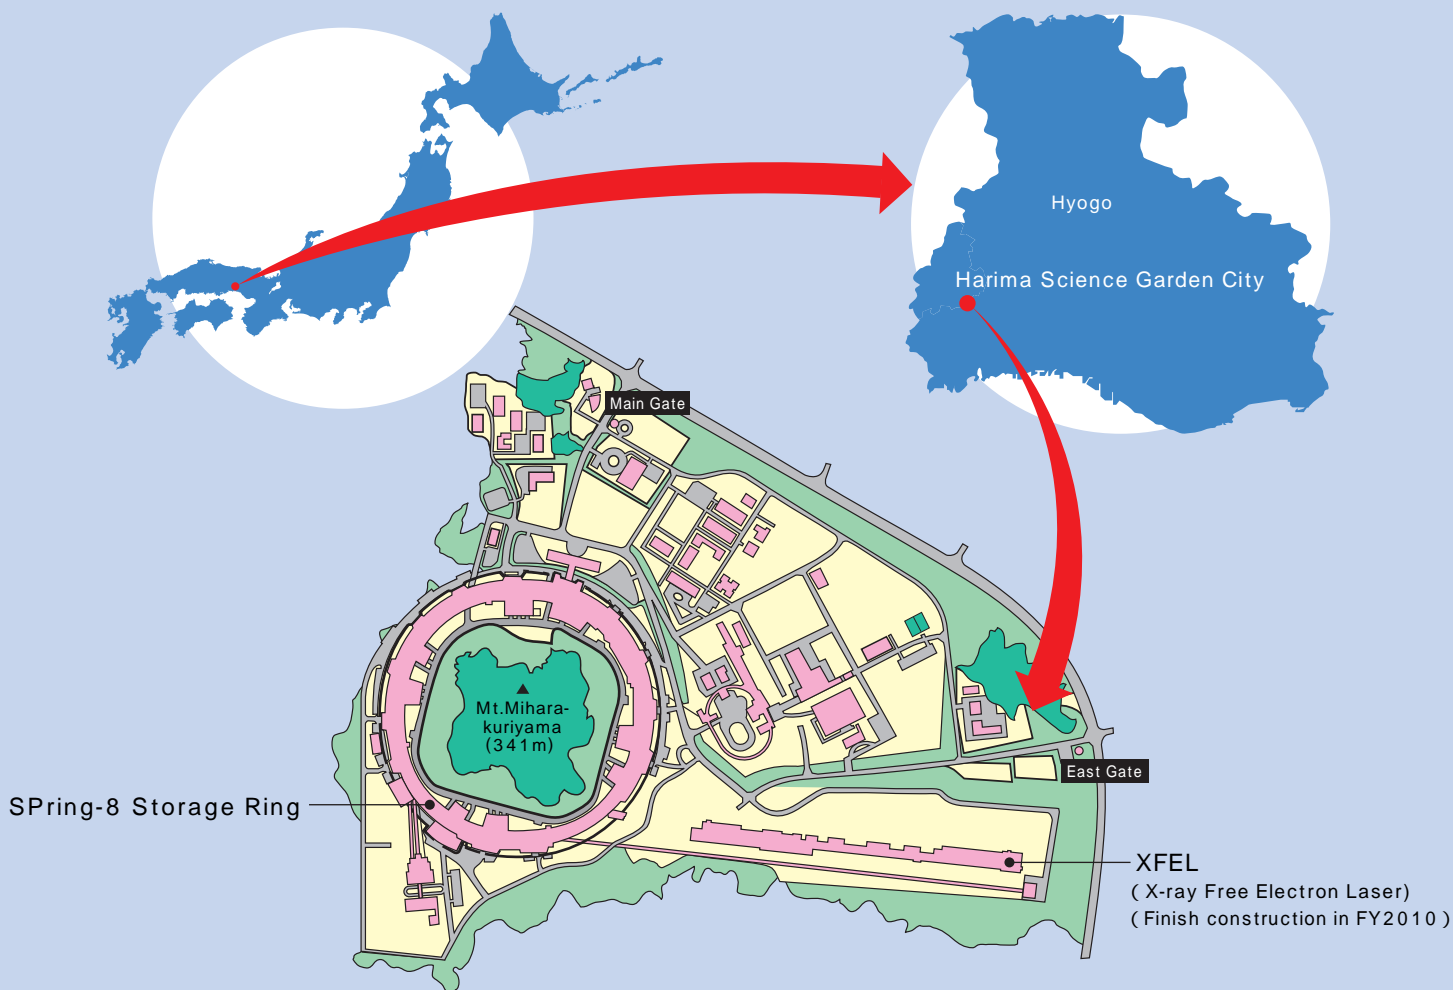 Hyogo
Harima Science Garden City
Main Gate
Mt.Mihara-
kuriyama
(341m)
East Gate
SPring-8 Storage Ring
XFEL
(X-ray Free Electron Laser)
(Finish construction in FY2010)